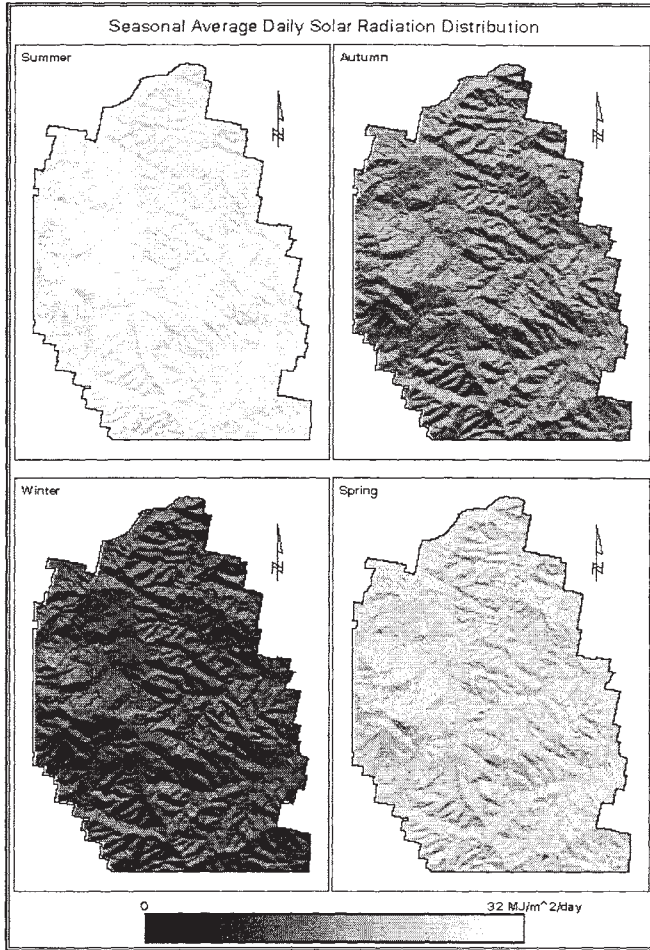 Seasonal Average Daily Solar Radiation Distribution
Summer
Autumn
N
N
Winter
Spring
N
N
0
32 MJ/m^2/day